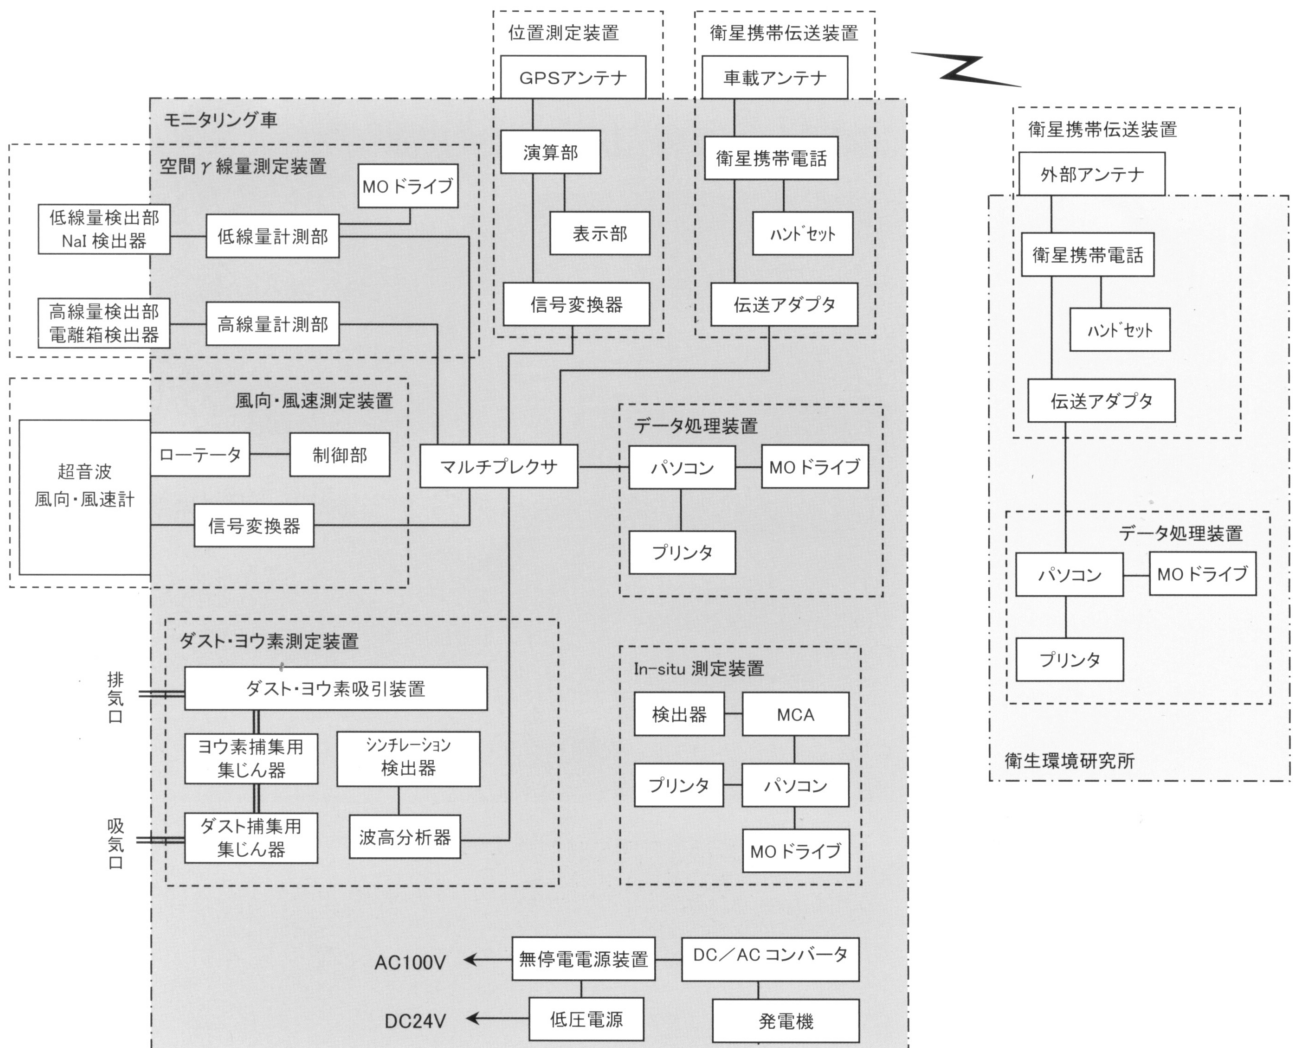 位置測定装置
GPSアンテナ
演算部
表示部
信号変換器
衛星携帯伝送装置
車載アンテナ
衛星携帯電話
ハンドセット
伝送アダプタ
モニタリング車
空間γ線量測定装置
MOドライブ
低線量検出部
NaI 検出器
低線量計測部
高線量検出部
電離箱検出器
高線量計測部
風向・風速測定装置
超音波
風向・風速計
ローテータ
制御部
信号変換器
マルチプレクサ
データ処理装置
パソコン
MOドライブ
プリンタ
ダスト・ヨウ素測定装置
排気口
ダスト・ヨウ素吸引装置
ヨウ素捕集用
集じん器
シンチレーション
検出器
吸気口
ダスト捕集用
集じん器
波高分析器
In-situ 測定装置
検出器
MCA
プリンタ
パソコン
MOドライブ
AC100V
無停電電源装置
DC/ACコンバータ
DC24V
低圧電源
発電機
衛星携帯伝送装置
外部アンテナ
衛星携帯電話
ハンドセット
伝送アダプタ
データ処理装置
パソコン
MOドライブ
プリンタ
衛生環境研究所